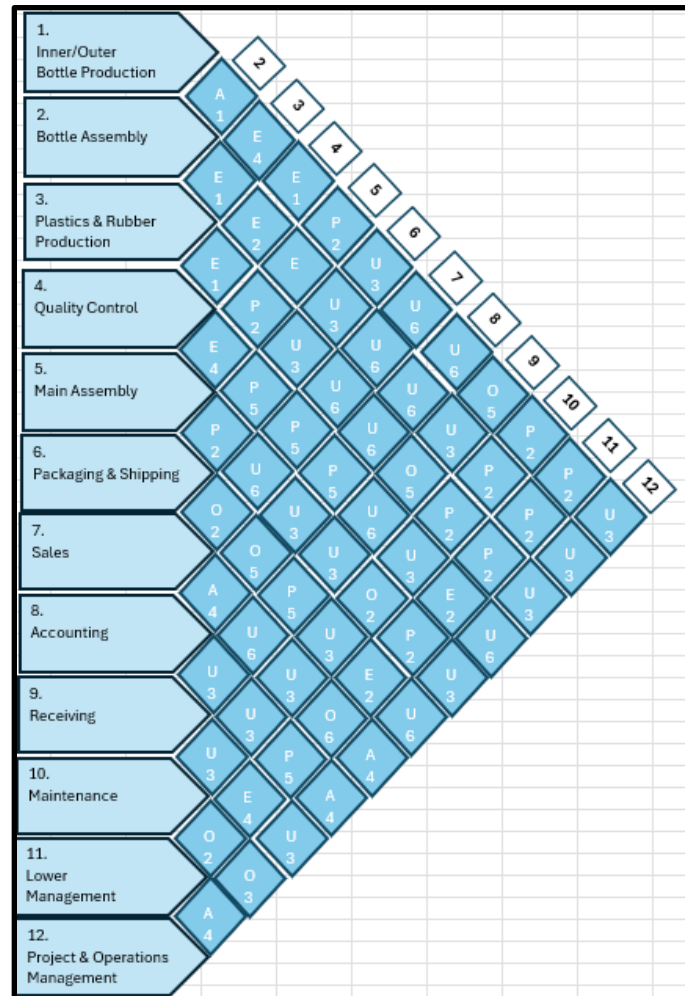 1.
Inner/Outer
Bottle Production
2.
Bottle Assembly
3.
Plastics & Rubber
Production
4.
Quality Control
5.
Main Assembly
6.
Packaging & Shipping
7.
Sales
8.
Accounting
9.
Receiving
10.
Maintenance
11.
Lower
Management
12.
Project & Operations
Management
2
3
4
5
6
7
8
9
10
11
12
A
1
E
4
E
1
P
2
U
3
U
6
U
6
O
5
P
2
P
2
U
3
E
1
E
2
E
U
3
U
6
U
6
U
3
P
2
P
2
U
3
E
1
P
2
U
3
U
6
U
6
O
5
P
2
P
2
U
3
E
4
P
5
P
5
P
5
U
6
U
3
E
2
U
6
P
2
U
6
U
3
U
3
O
2
P
2
U
3
O
2
O
5
P
5
U
3
E
2
U
6
A
4
U
6
U
3
O
6
A
4
U
3
U
3
P
5
A
4
U
3
E
4
U
3
O
2
O
3
A
4